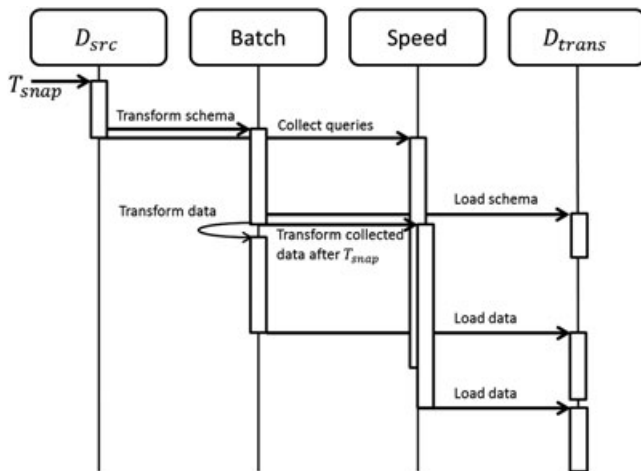 D_src
Batch
Speed
D_trans
T_snap
Transform schema
Collect queries
Load schema
Transform data
Transform collected
data after T_snap
Load data
Load data